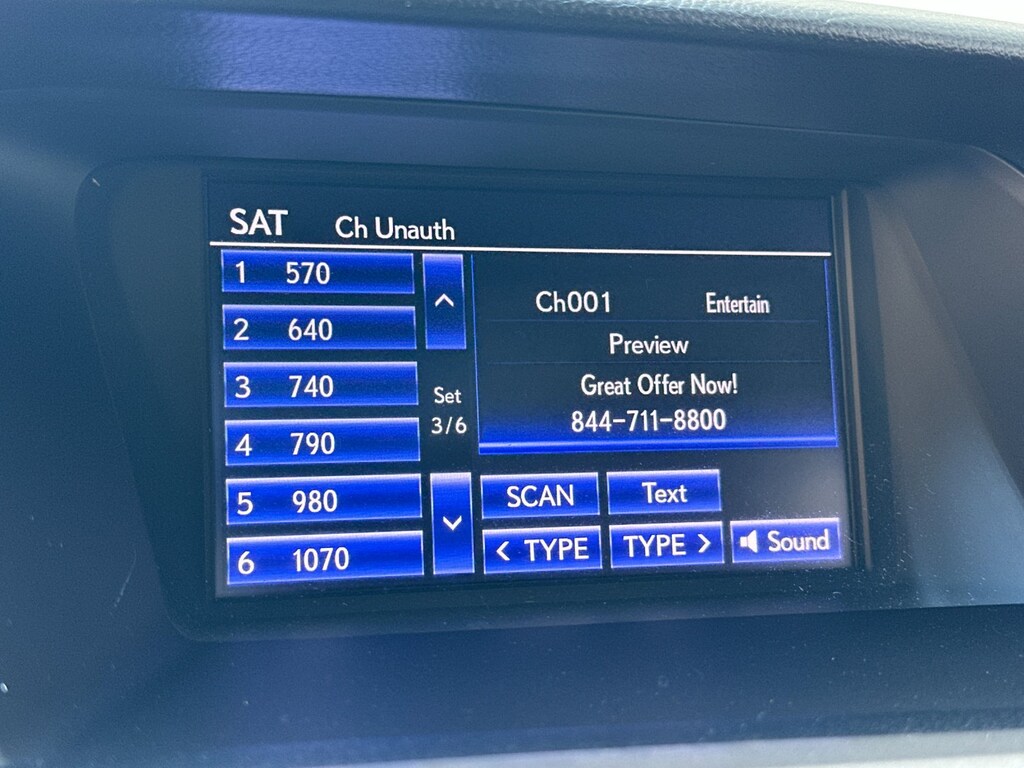 SAT Ch Unauth
1 570
2 640
3 740
4 790
5 980
6 1070
Set
3/6
Ch001 Entertain
Preview
Great Offer Now!
844-711-8800
SCAN Text
< TYPE TYPE > Sound